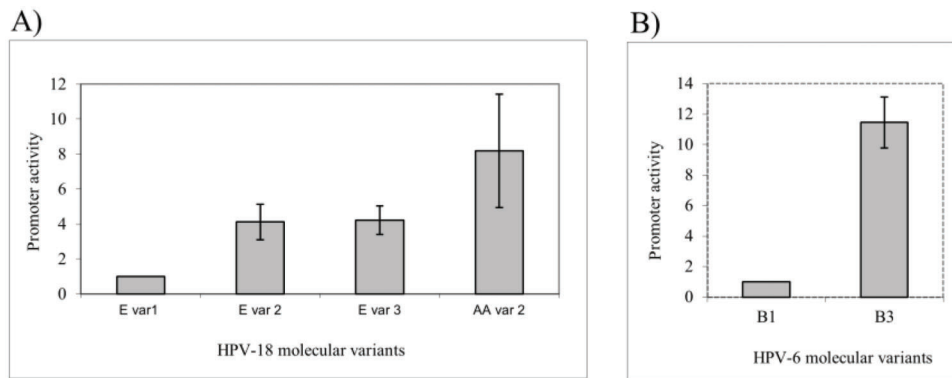 A)
12
10
8
6
4
2
0
Promoter activity
E var1 E var 2 E var 3 AA var 2
HPV-18 molecular variants
B)
14
12
10
8
6
4
2
0
Promoter activity
B1 B3
HPV-6 molecular variants